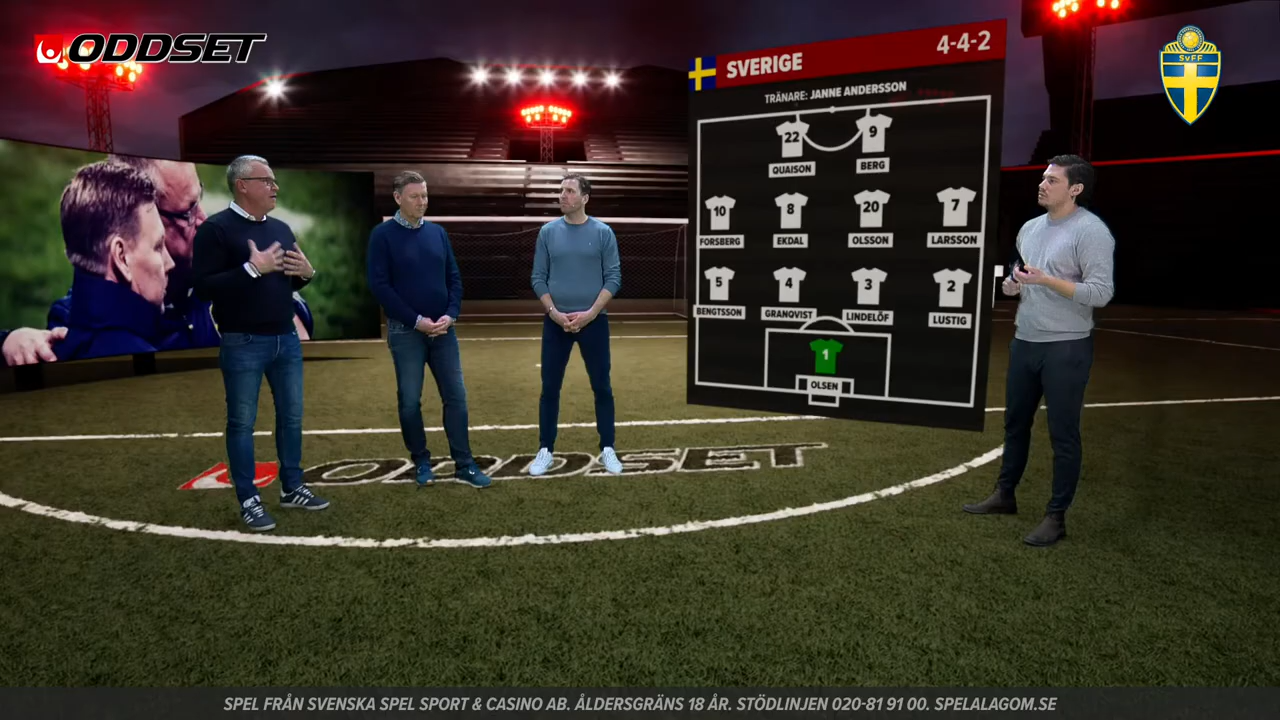 ODDSET
SvFF
SVERIGE
4-4-2
TRÄNARE: JANNE ANDERSSON
22
9
QUAISON
BERG
10
8
20
7
FORSBERG
EKDAL
OLSSON
LARSSON
5
4
3
2
BENGTSSON
GRANQVIST
LINDELÖF
LUSTIG
1
OLSEN
ODDSET
SPEL FRÅN SVENSKA SPEL SPORT & CASINO AB. ÅLDERSGRÄNS 18 ÅR. STÖDLINJEN 020-81 91 00. SPELALAGOM.SE